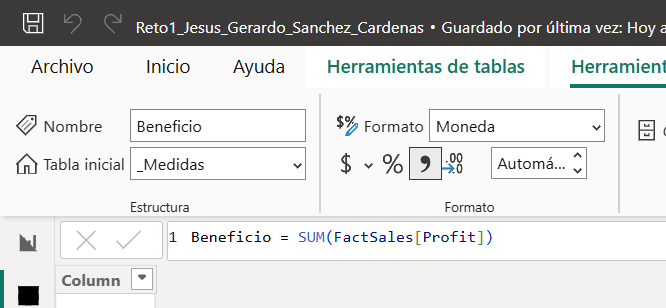 Reto1_Jesus_Gerardo_Sanchez_Cardenas • Guardado por última vez: Hoy a
Archivo Inicio Ayuda Herramientas de tablas Herramient
Nombre Beneficio $% Formato Moneda
Tabla inicial _Medidas $ % , .00 .0 Automá...
Estructura Formato
1 Beneficio = SUM(FactSales[Profit])
Column